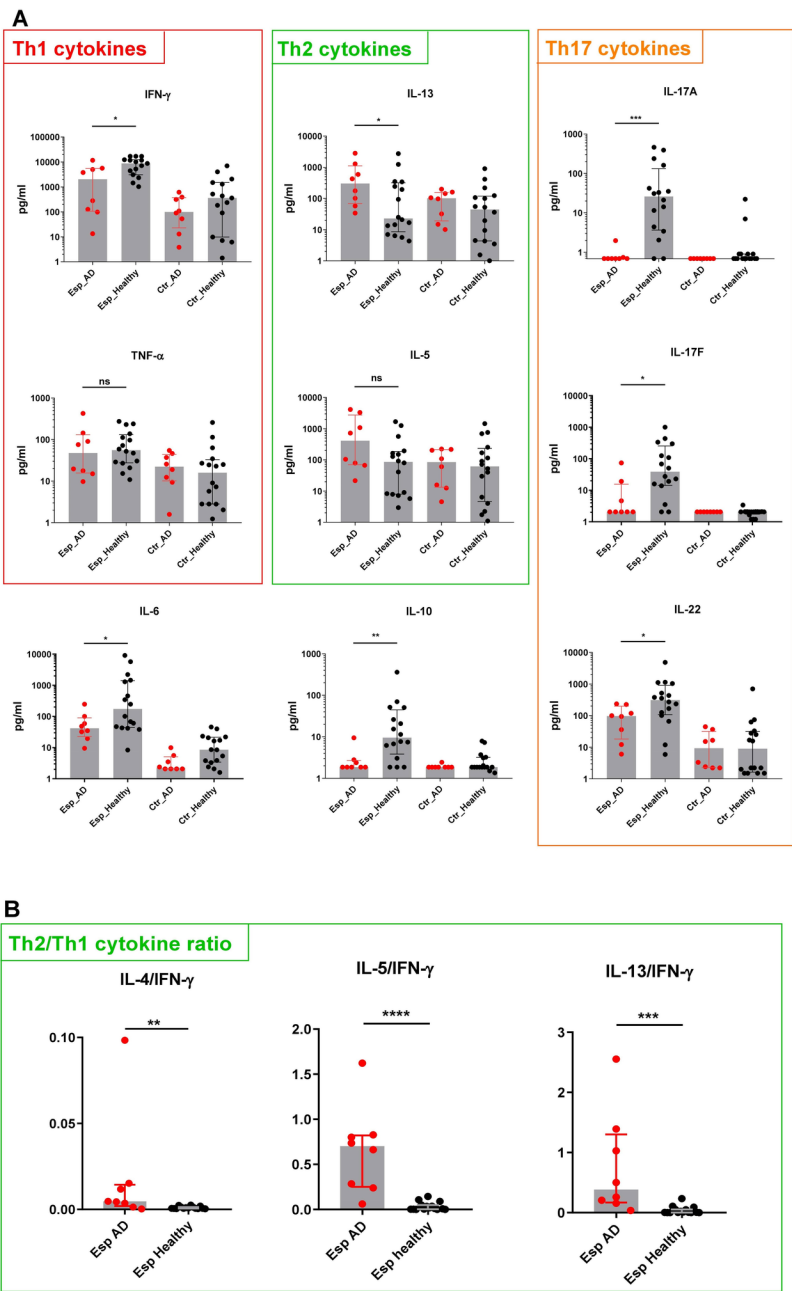 A
Th1 cytokines
Th2 cytokines
Th17 cytokines
IFN-γ
*
100000
10000
1000
100
10
1
pg/ml
Esp_AD
Esp_Healthy
Ctr_AD
Ctr_Healthy
IL-13
*
10000
1000
100
10
1
pg/ml
Esp_AD
Esp_Healthy
Ctr_AD
Ctr_Healthy
IL-17A
***
1000
100
10
1
pg/ml
Esp_AD
Esp_Healthy
Ctr_AD
Ctr_Healthy
TNF-α
ns
1000
100
10
1
pg/ml
Esp_AD
Esp_Healthy
Ctr_AD
Ctr_Healthy
IL-5
ns
10000
1000
100
10
1
pg/ml
Esp_AD
Esp_Healthy
Ctr_AD
Ctr_Healthy
IL-17F
*
10000
1000
100
10
1
pg/ml
Esp_AD
Esp_Healthy
Ctr_AD
Ctr_Healthy
IL-6
*
10000
1000
100
10
1
pg/ml
Esp_AD
Esp_Healthy
Ctr_AD
Ctr_Healthy
IL-10
**
1000
100
10
1
pg/ml
Esp_AD
Esp_Healthy
Ctr_AD
Ctr_Healthy
IL-22
*
10000
1000
100
10
1
pg/ml
Esp_AD
Esp_Healthy
Ctr_AD
Ctr_Healthy
B
Th2/Th1 cytokine ratio
IL-4/IFN-γ
**
0.10
0.05
0.00
Esp AD
Esp Healthy
IL-5/IFN-γ
****
2.0
1.5
1.0
0.5
0.0
Esp AD
Esp healthy
IL-13/IFN-γ
***
3
2
1
0
Esp AD
Esp Healthy